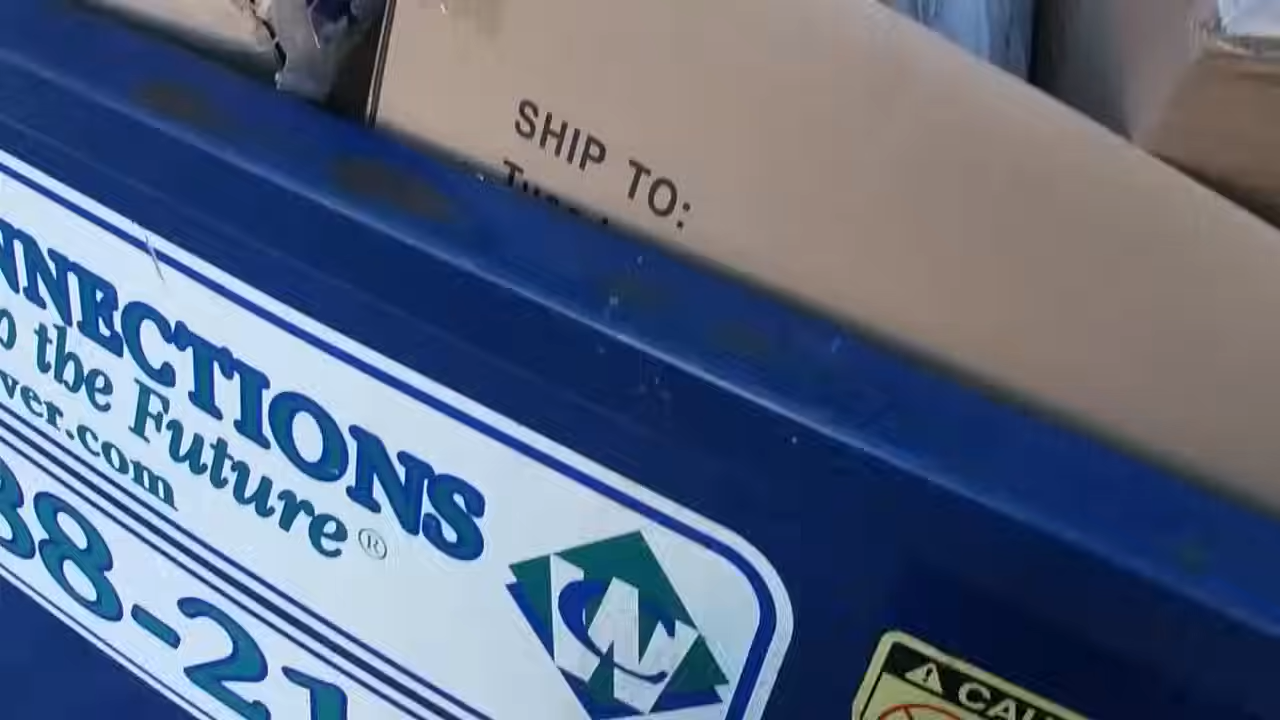 SHIP TO:
NNECTIONS
o the Future®
ver.com
38-21
CAU